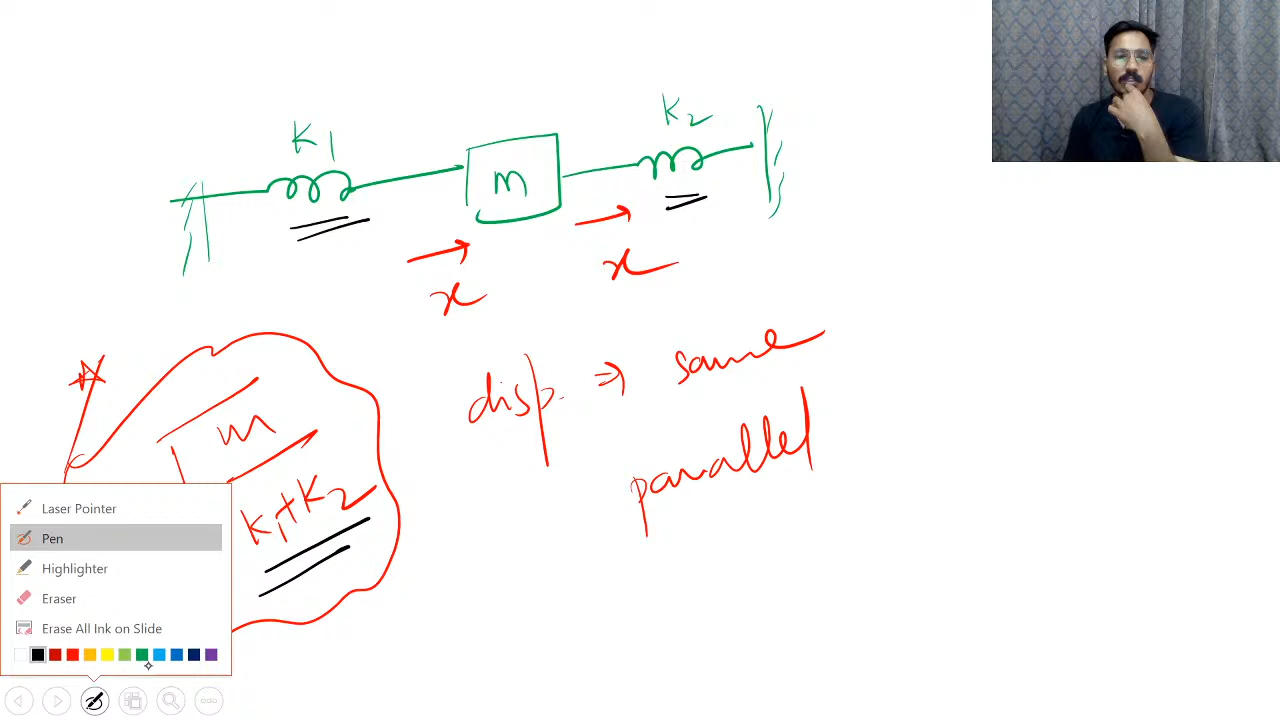 K1
K2
m
x
x
disp. ⇒ same
parallel
m
K1+K2
Laser Pointer
Pen
Highlighter
Eraser
Erase All Ink on Slide